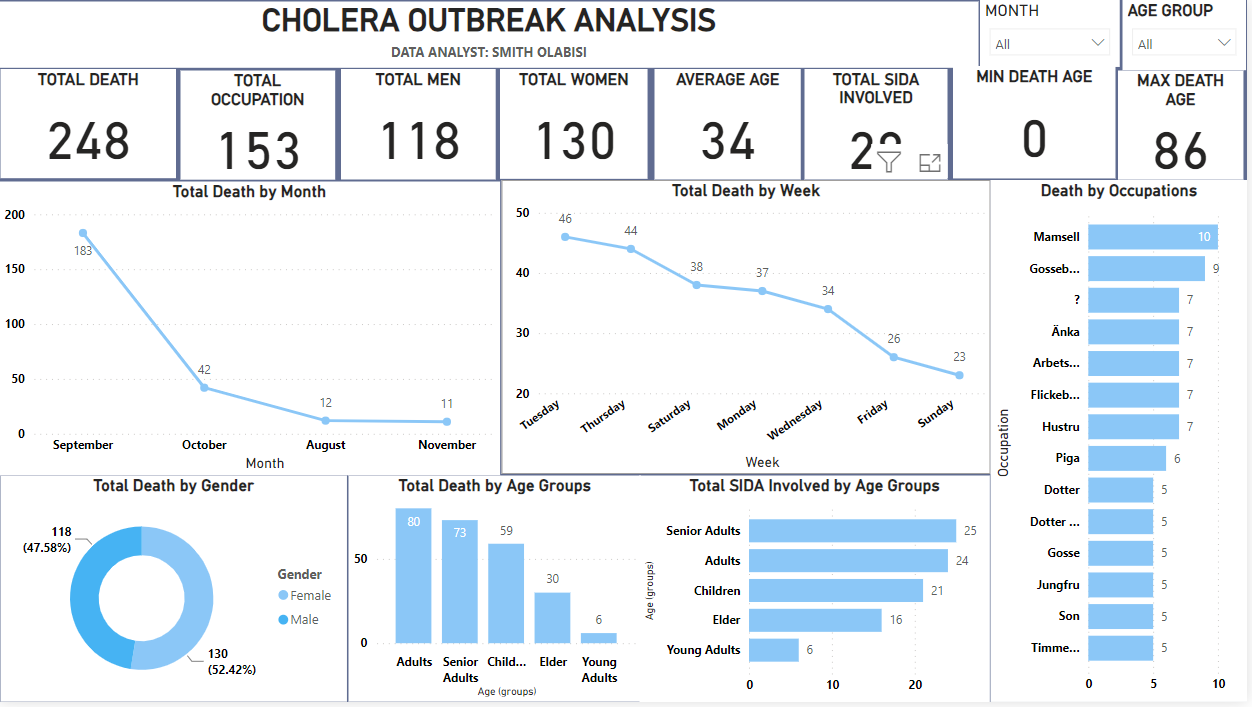 CHOLERA OUTBREAK ANALYSIS
DATA ANALYST: SMITH OLABISI
MONTH
All
AGE GROUP
All
TOTAL DEATH
248
TOTAL
OCCUPATION
153
TOTAL MEN
118
TOTAL WOMEN
130
AVERAGE AGE
34
TOTAL SIDA
INVOLVED
MIN DEATH AGE
0
MAX DEATH
AGE
86
Total Death by Month
200
150
100
50
0
183
42
12
11
September October August November
Month
Total Death by Week
50
40
30
20
46
44
38
37
34
26
23
Tuesday Thursday Saturday Monday Wednesday Friday Sunday
Week
Death by Occupations
Occupation
Mamsell 10
Gosseb... 9
? 7
Änka 7
Arbets... 7
Flickeb... 7
Hustru 7
Piga 6
Dotter 5
Dotter ... 5
Gosse 5
Jungfru 5
Son 5
Timme... 5
0 5 10
Total Death by Gender
118
(47.58%)
130
(52.42%)
Gender
Female
Male
Total Death by Age Groups
50
0
80
73
59
30
6
Adults Senior Child... Elder Young
Adults Adults
Age (groups)
Total SIDA Involved by Age Groups
Age (groups)
Senior Adults 25
Adults 24
Children 21
Elder 16
Young Adults 6
0 10 20